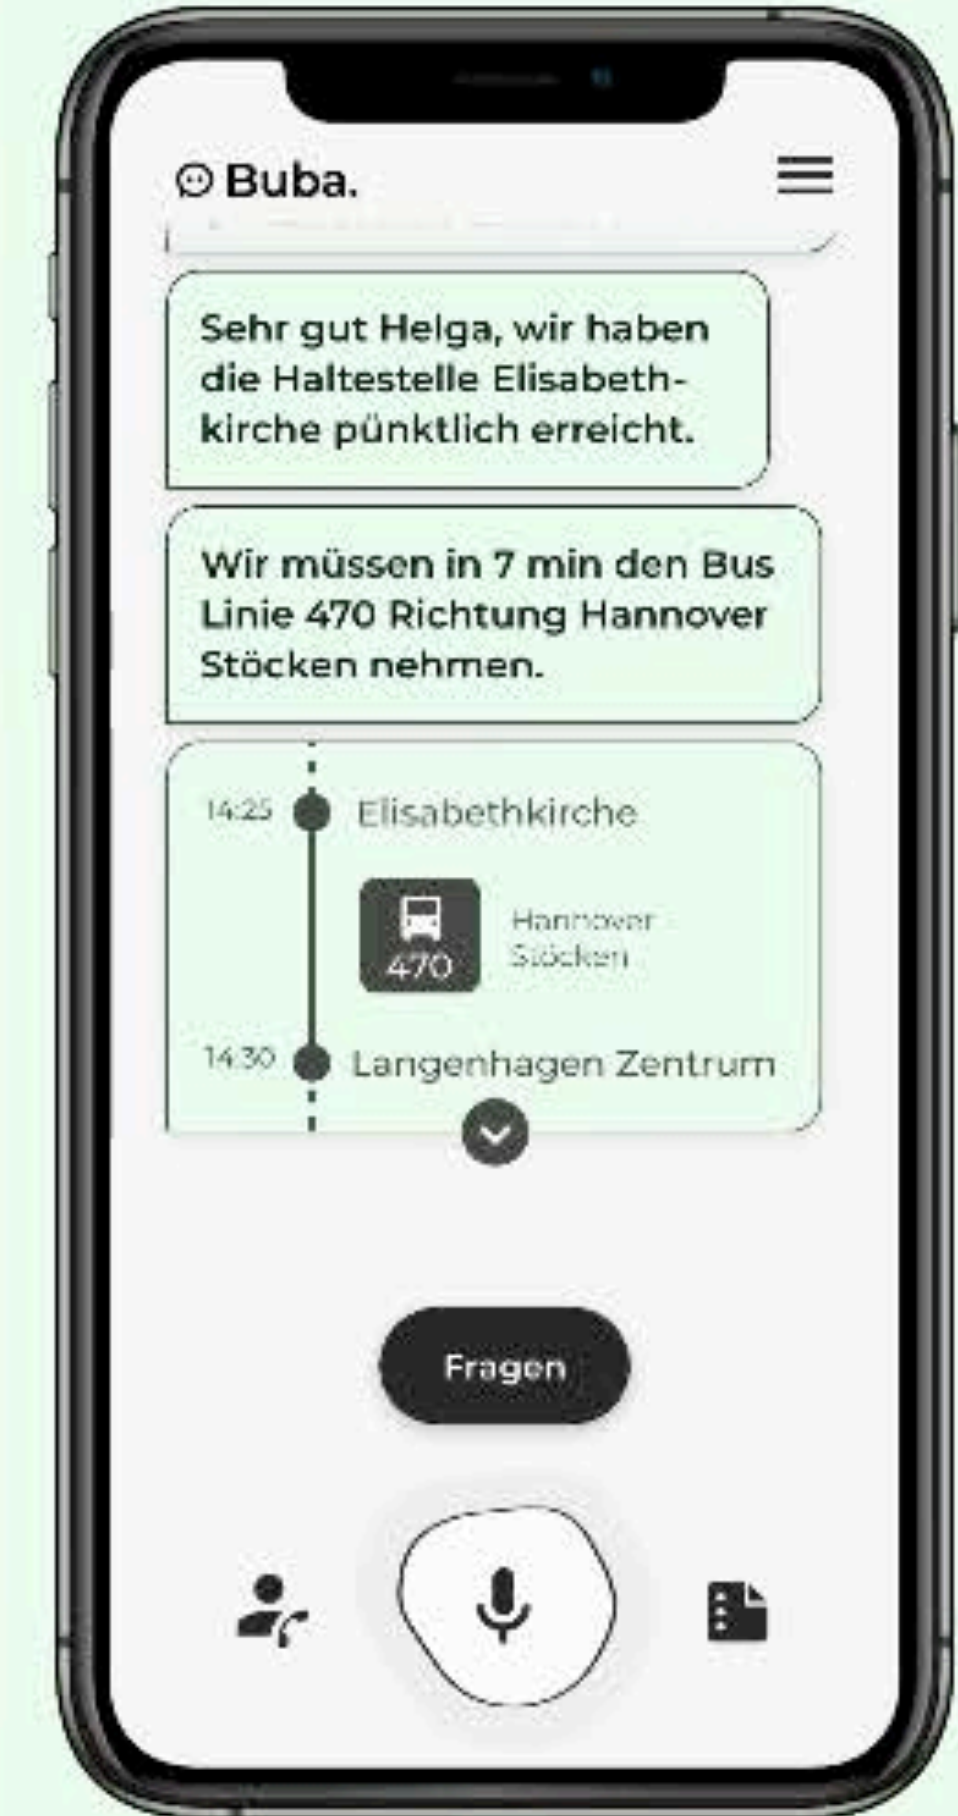 Buba.
Sehr gut Helga, wir haben
die Haltestelle Elisabeth-
kirche pünktlich erreicht.
Wir müssen in 7 min den Bus
Linie 470 Richtung Hannover
Stöcken nehmen.
14:25 Elisabethkirche
470
Hannover -
Stöcken
14:30 Langenhagen Zentrum
Fragen